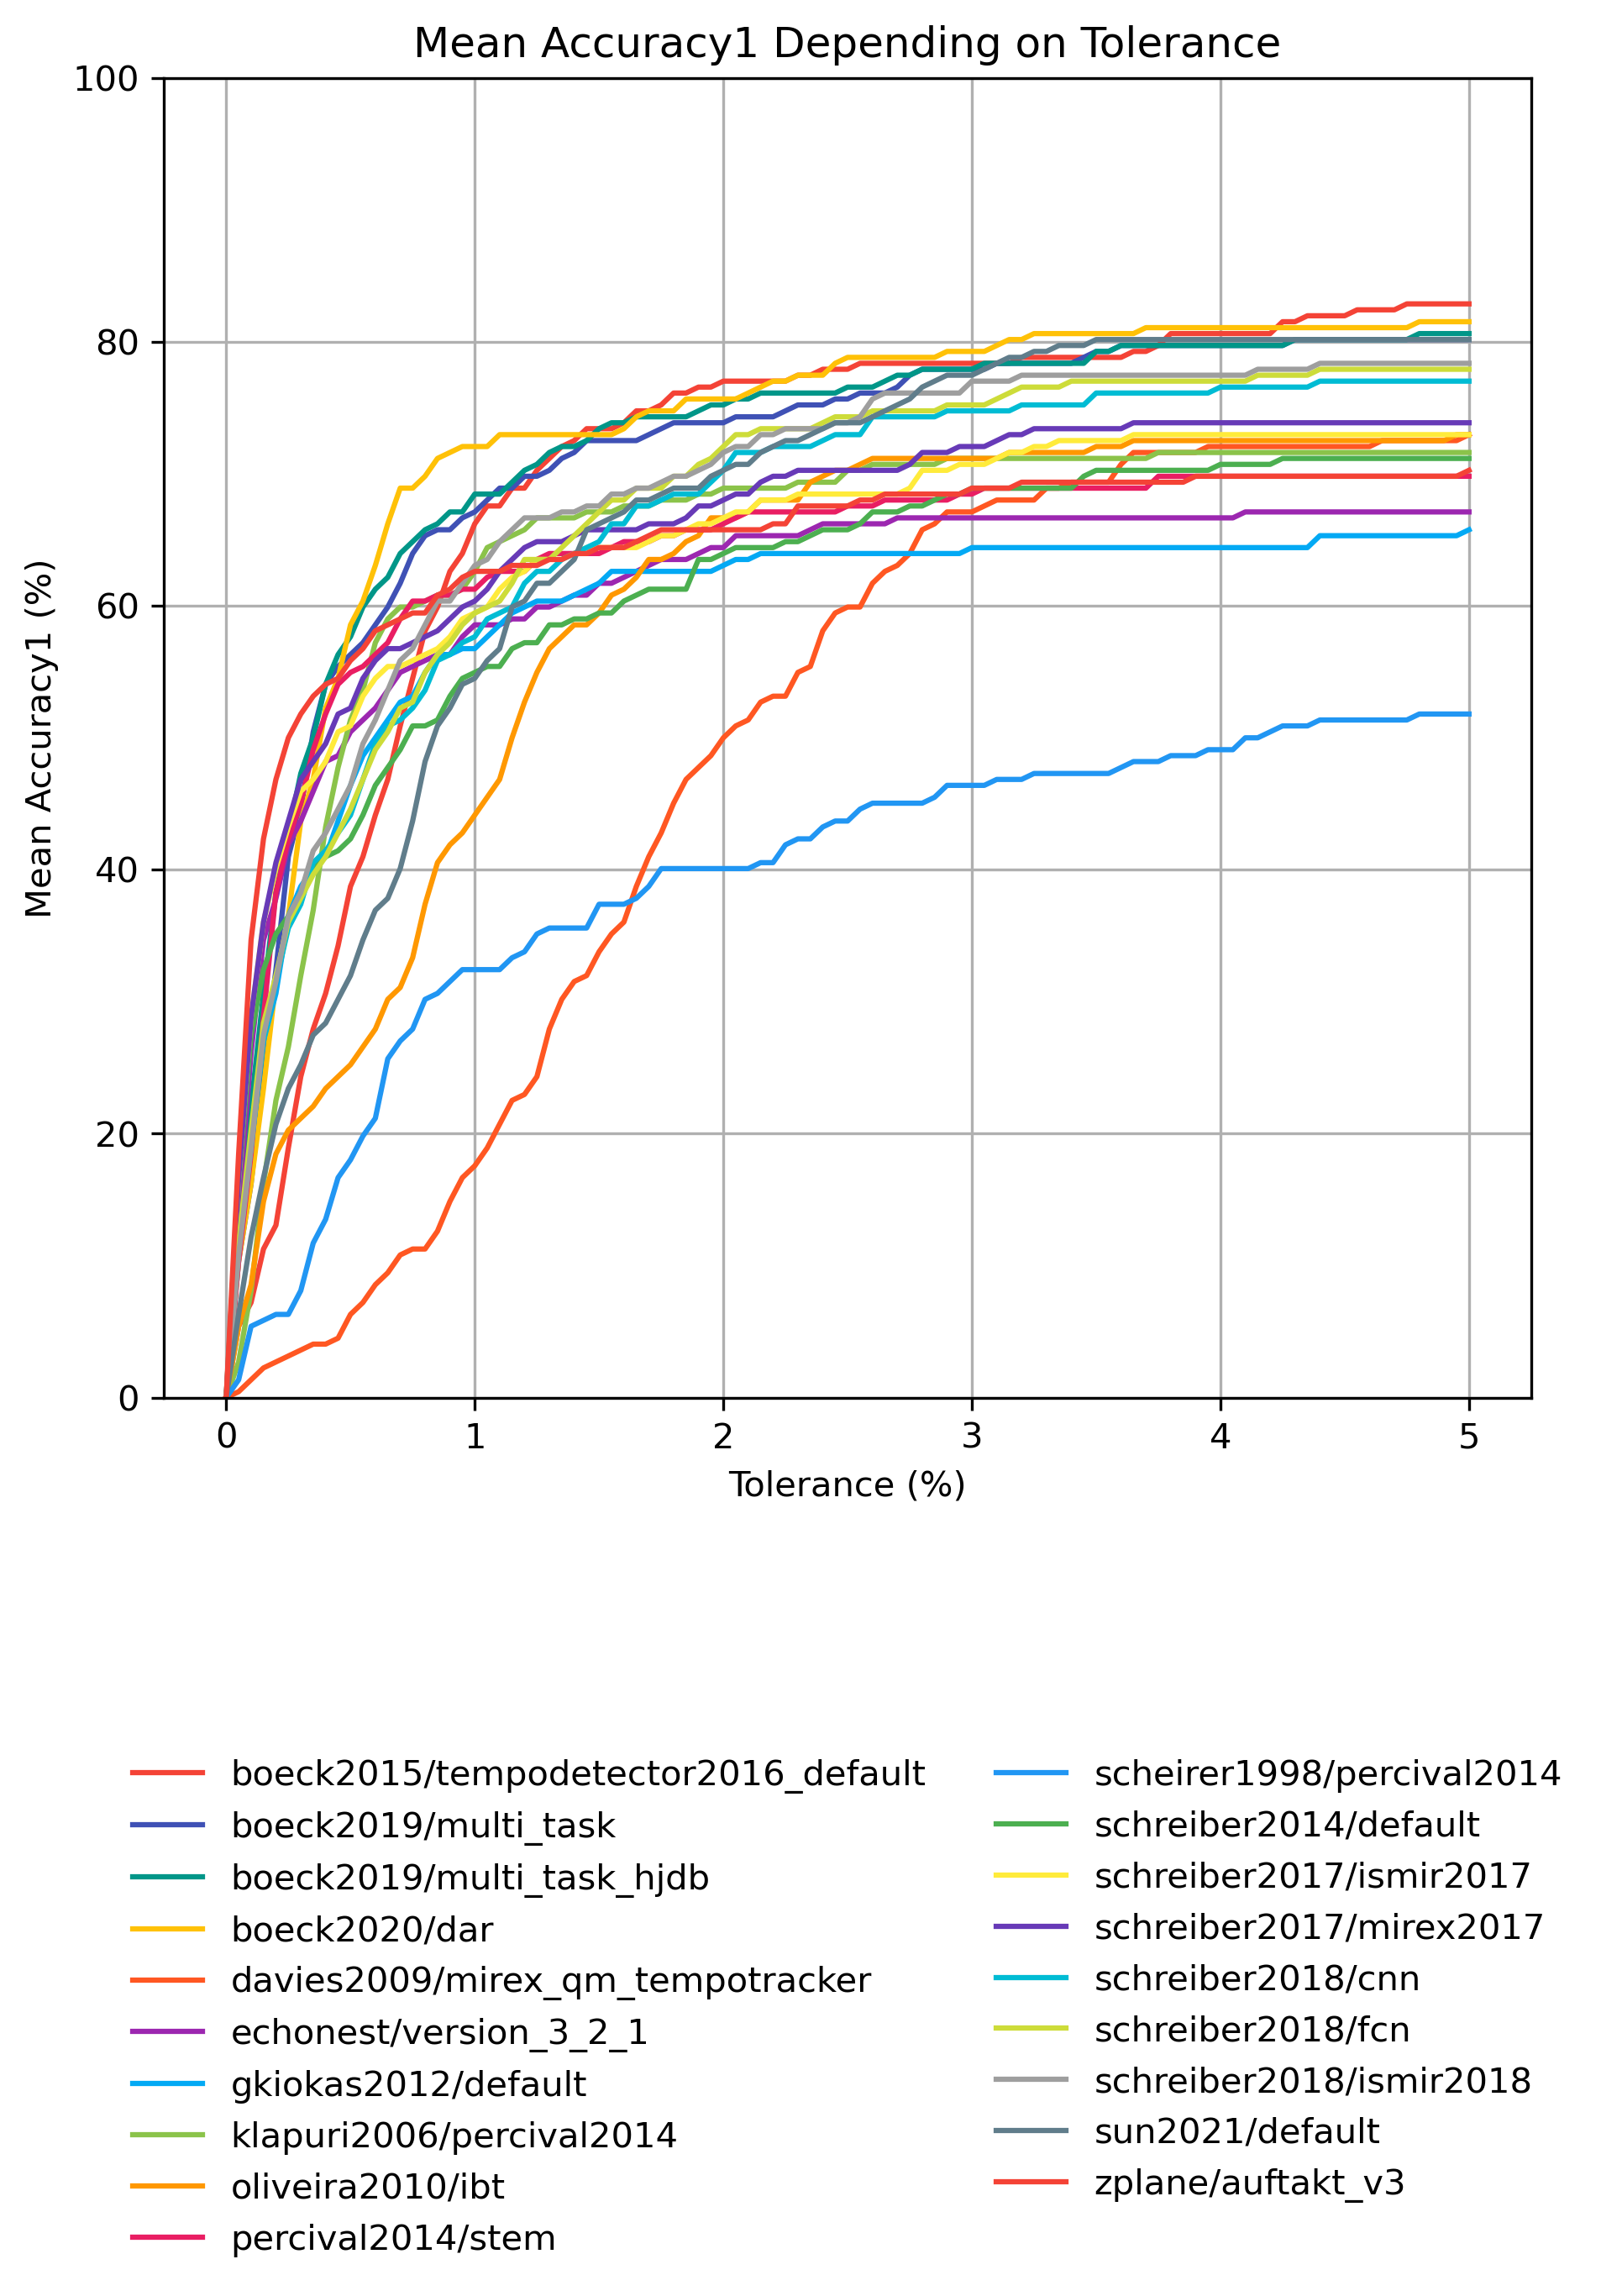 Mean Accuracy1 Depending on Tolerance
100
80
60
40
20
0
Mean Accuracy1 (%)
0 1 2 3 4 5
Tolerance (%)
boeck2015/tempodetector2016_default
boeck2019/multi_task
boeck2019/multi_task_hjdb
boeck2020/dar
davies2009/mirex_qm_tempotracker
echonest/version_3_2_1
gkiokas2012/default
klapuri2006/percival2014
oliveira2010/ibt
percival2014/stem
scheirer1998/percival2014
schreiber2014/default
schreiber2017/ismir2017
schreiber2017/mirex2017
schreiber2018/cnn
schreiber2018/fcn
schreiber2018/ismir2018
sun2021/default
zplane/auftakt_v3